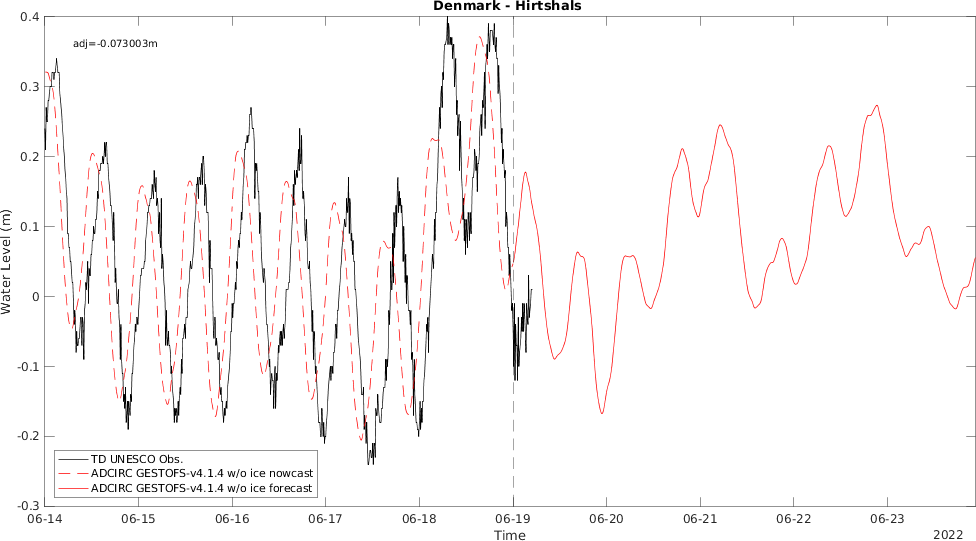 Denmark - Hirtshals
adj=-0.073003m
0.4
0.3
0.2
0.1
0
-0.1
-0.2
-0.3
Water Level (m)
TD UNESCO Obs.
ADCIRC GESTOFS-v4.1.4 w/o ice nowcast
ADCIRC GESTOFS-v4.1.4 w/o ice forecast
06-14 06-15 06-16 06-17 06-18 06-19 06-20 06-21 06-22 06-23
Time
2022